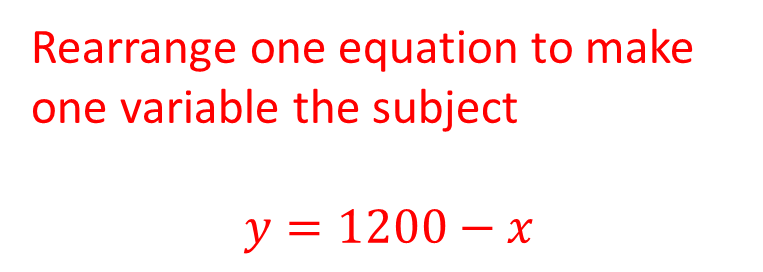 Rearrange one equation to make
one variable the subject
y = 1200 − x